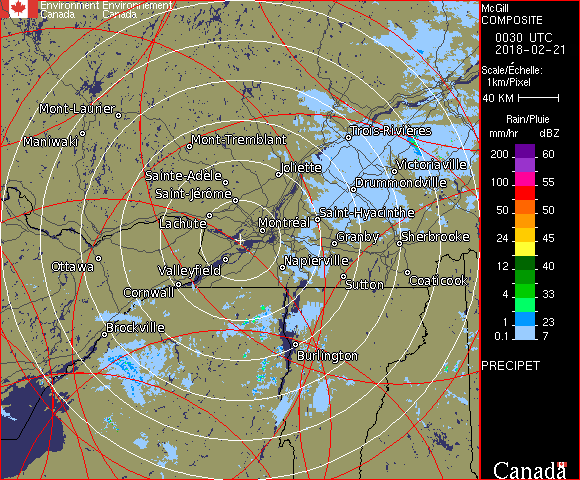 Environment Environnement
Canada Canada
McGill
COMPOSITE
0030 UTC
2018-02-21
Scale/Échelle:
1km/Pixel
40 KM
Rain/Pluie
mm/hr dBZ
200 60
100 55
50 50
24 45
12 40
4 33
1 23
0.1 7
PRECIPET
Canada
Mont-Laurier
Maniwaki
Mont-Tremblant
Trois-Rivières
Joliette
Victoriaville
Sainte-Adèle
Drummondville
Saint-Jérôme
Lachute
Saint-Hyacinthe
Montréal
Granby
Sherbrooke
Ottawa
Valleyfield
Napierville
Cornwall
Sutton
Coaticook
Brockville
Burlington